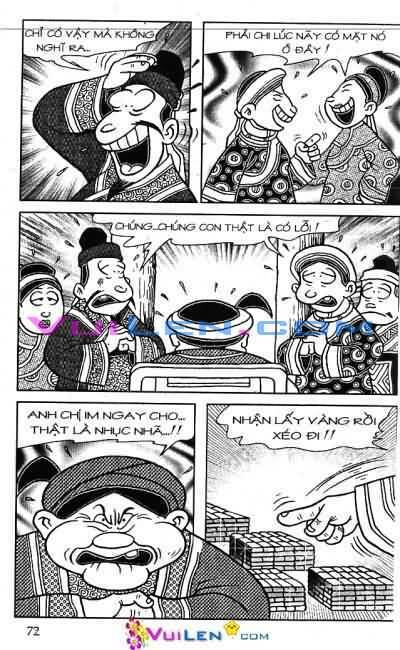 CHỈ CÓ VẬY MÀ KHÔNG
NGHĨ RA...
PHẢI CHI LÚC NÃY CÓ MẶT NÓ
Ở ĐÂY!
CHÚNG...CHÚNG CON THẬT LÀ CÓ LỖI!
VUILEN.COM
ANH CHỊ IM NGAY CHO...
THẬT LÀ NHỤC NHÃ...!!
NHẬN LẤY VÀNG RỒI
XÉO ĐI!!
72
VUILEN.COM